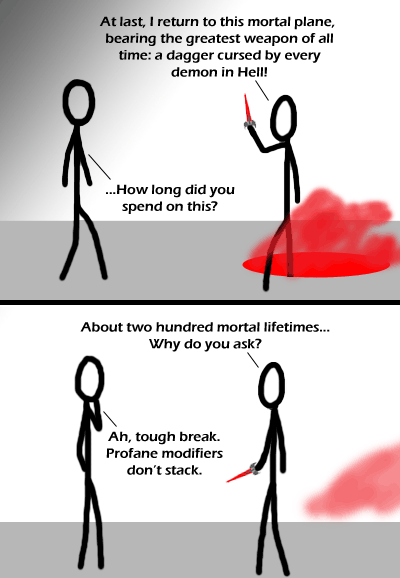 At last, I return to this mortal plane,
bearing the greatest weapon of all
time: a dagger cursed by every
demon in Hell!
...How long did you
spend on this?
About two hundred mortal lifetimes...
Why do you ask?
Ah, tough break.
Profane modifiers
don't stack.